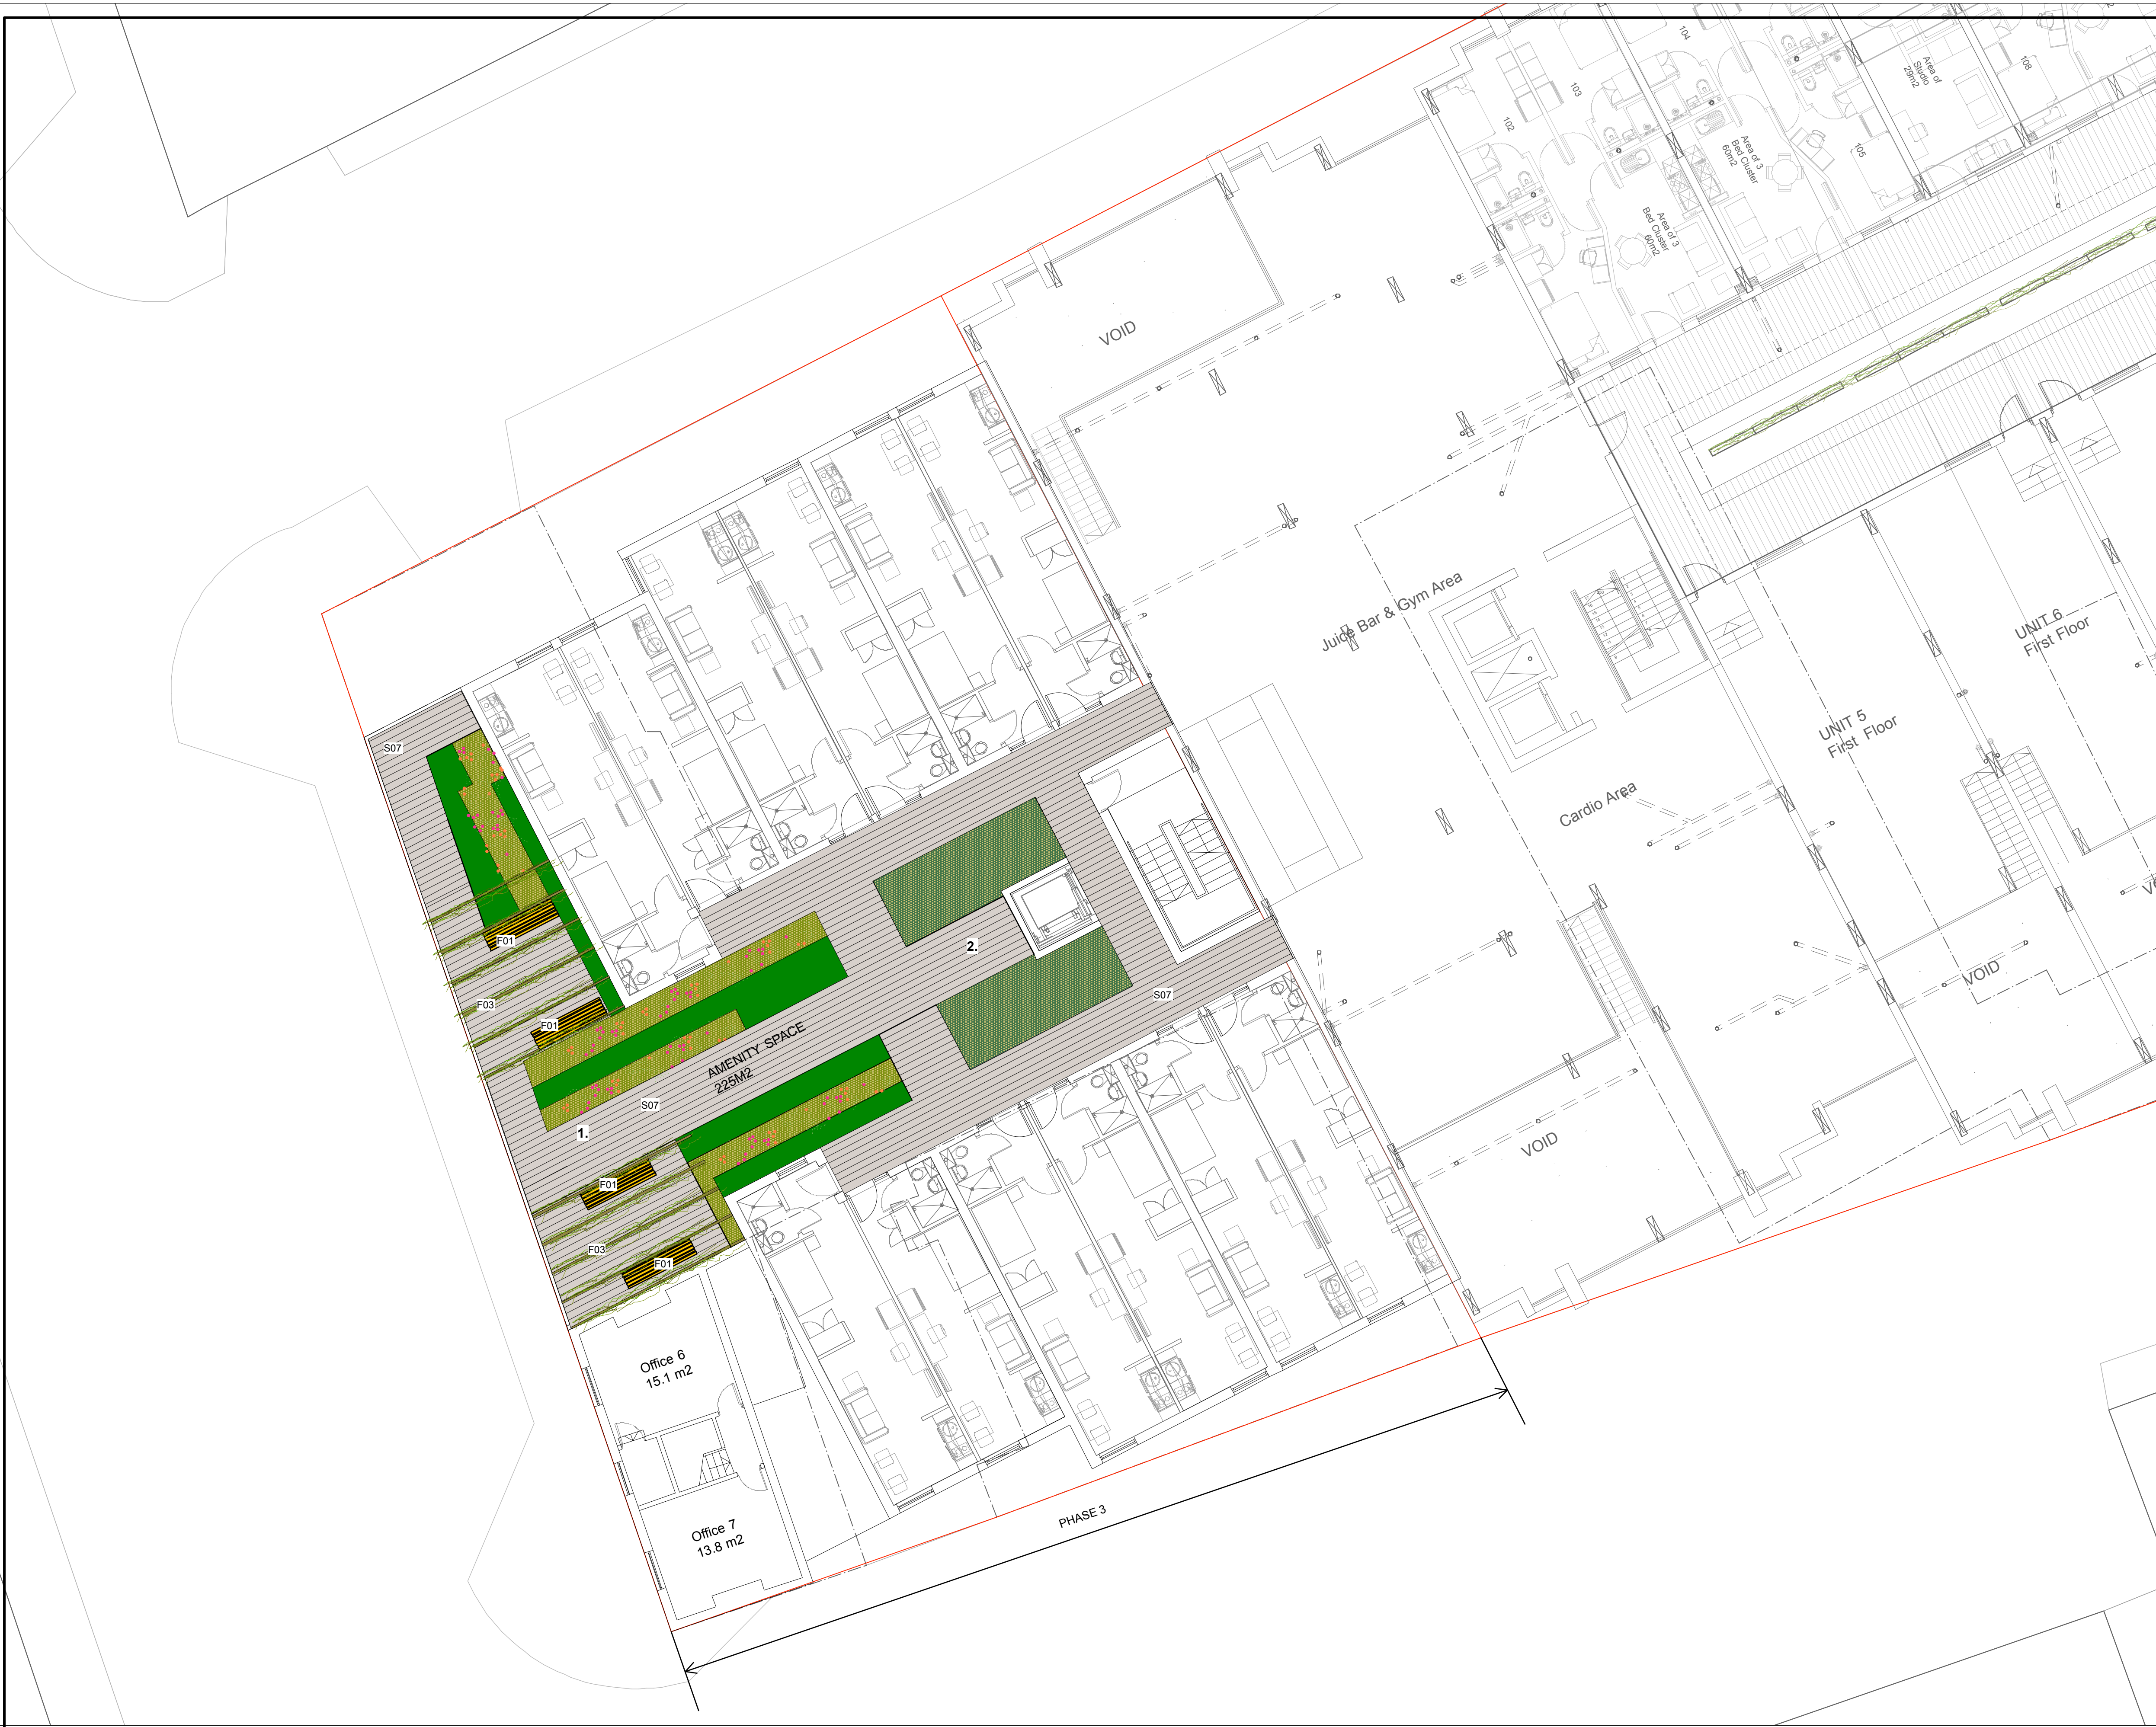 104
103
102
Area of
Studio
29m2
108
Area of 3
Bed Cluster
60m2
105
Area of 3
Bed Cluster
60m2
VOID
Juice Bar & Gym Area
UNIT 6
First Floor
UNIT 5
First Floor
Cardio Area
S07
F01
2.
VOID
F03
F01
S07
AMENITY SPACE
225M2
S07
1.
VOID
F01
F03
F01
Office 6
15.1 m2
PHASE 3
Office 7
13.8 m2